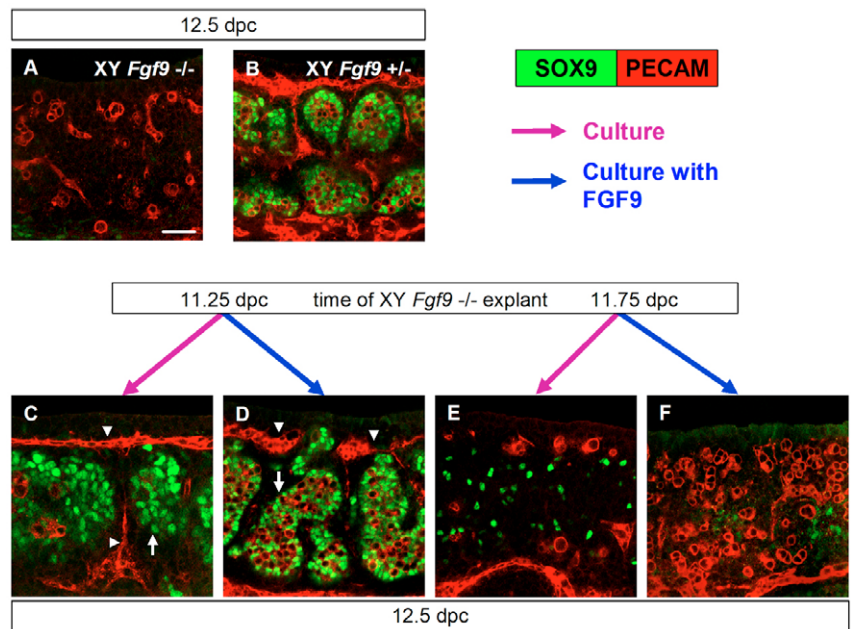 12.5 dpc
A XY Fgf9 -/-
B XY Fgf9 +/-
SOX9 PECAM
Culture
Culture with
FGF9
11.25 dpc time of XY Fgf9 -/- explant 11.75 dpc
C
D
E
F
12.5 dpc